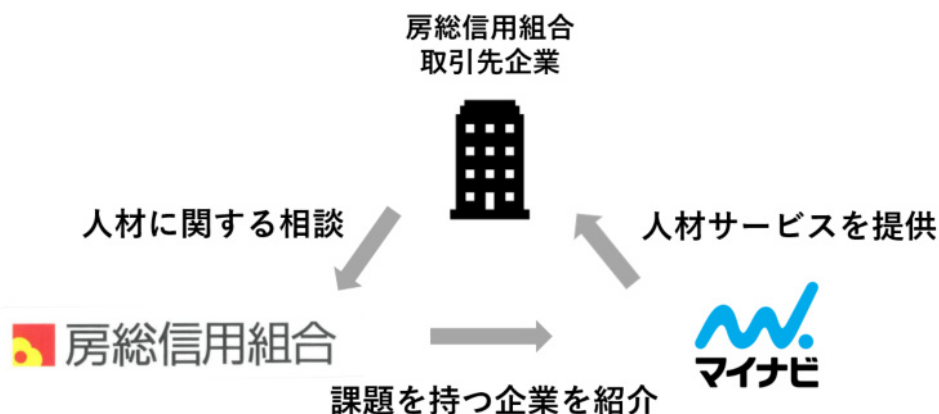 房総信用組合
取引先企業
人材に関する相談
人材サービスを提供
房総信用組合
マイナビ
課題を持つ企業を紹介